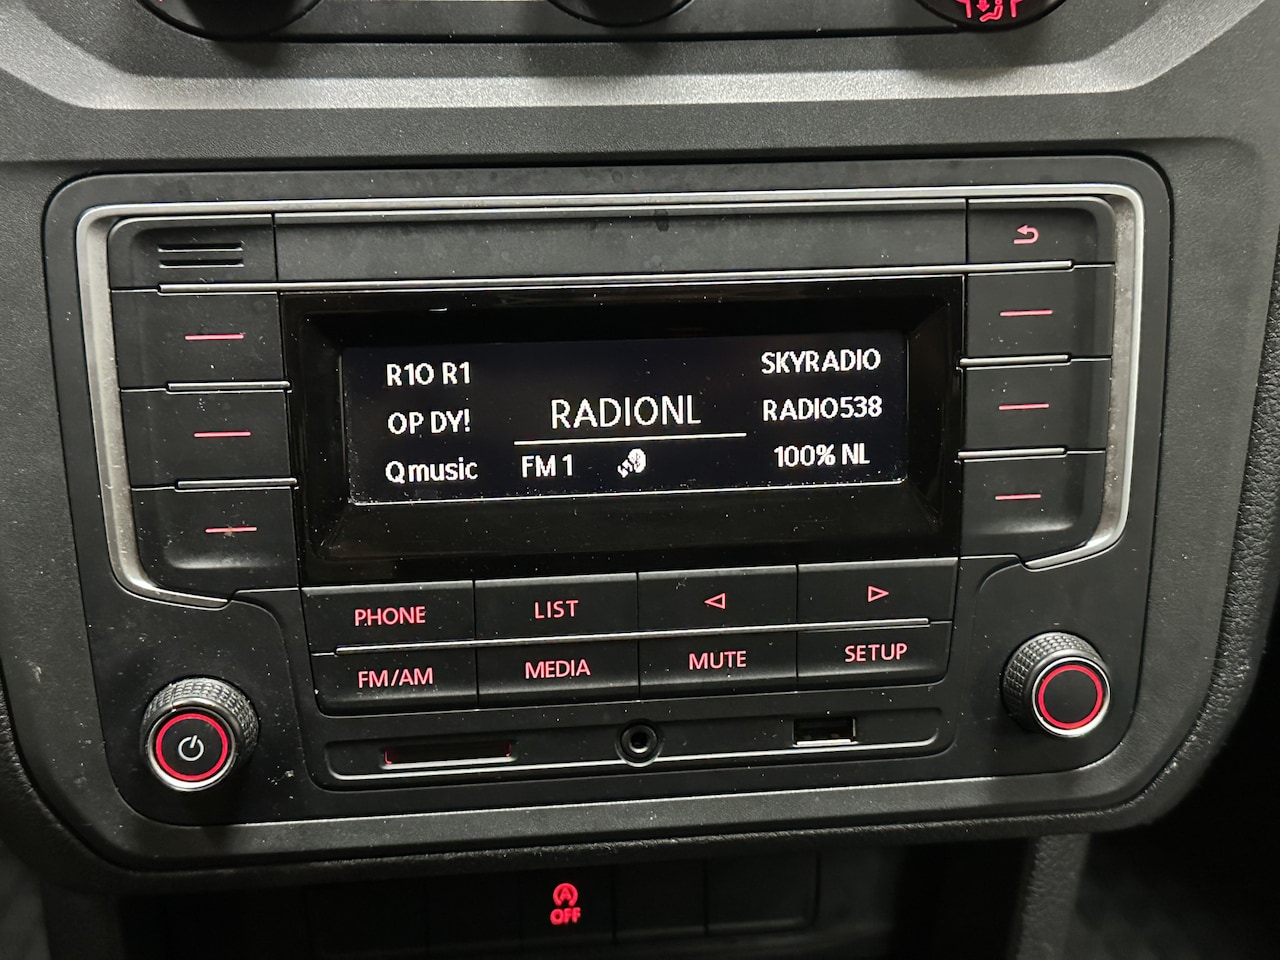 R10 R1
SKYRADIO
OP DY!
RADIONL
RADIO538
Qmusic
FM 1
100% NL
PHONE
LIST
FM/AM
MEDIA
MUTE
SETUP
A
OFF